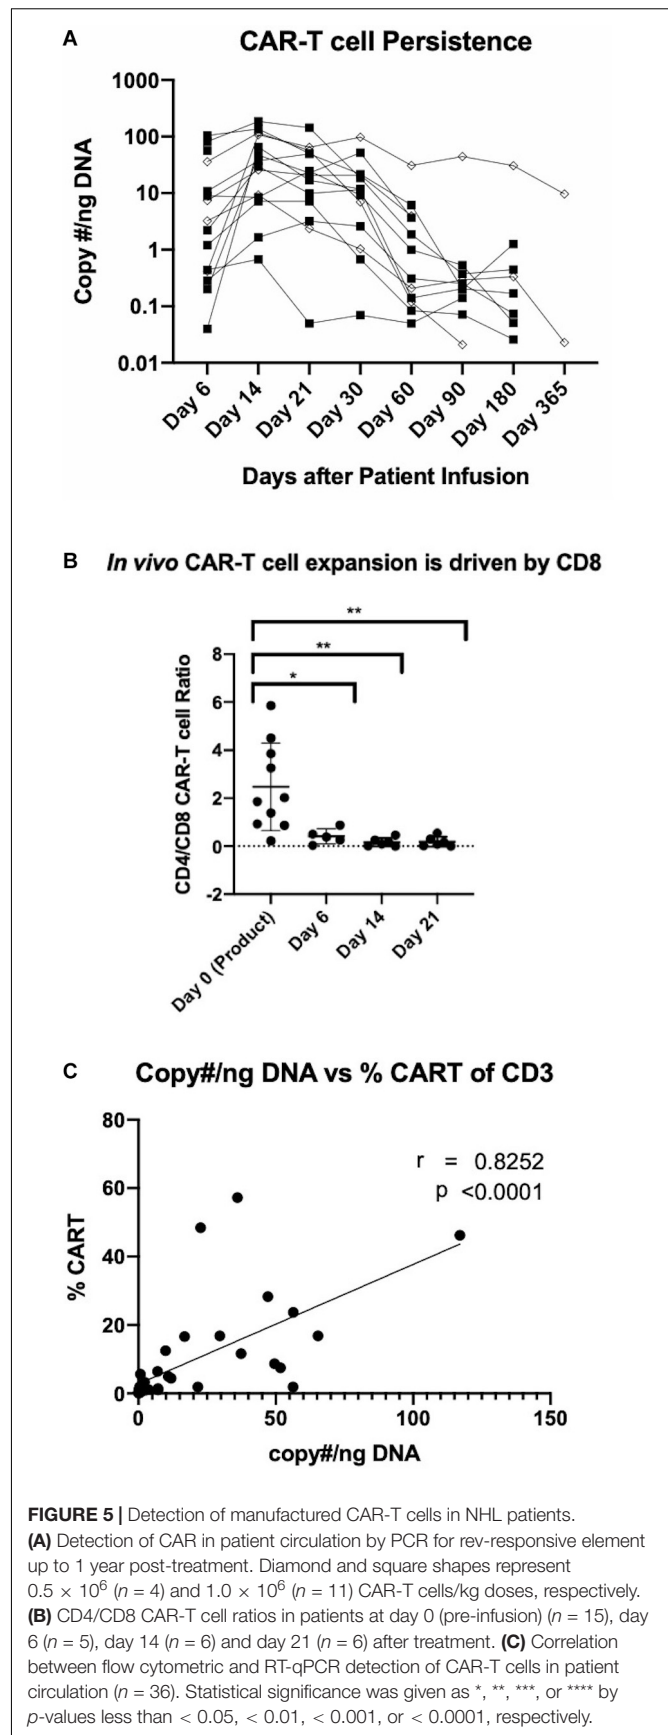 A
CAR-T cell Persistence
1000
100
10
1
0.1
0.01
Copy #/ng DNA
Day 6
Day 14
Day 21
Day 30
Day 60
Day 90
Day 180
Day 365
Days after Patient Infusion
B
In vivo CAR-T cell expansion is driven by CD8
**
**
*
8
6
4
2
0
-2
CD4/CD8 CAR-T cell Ratio
Day 0 (Product)
Day 6
Day 14
Day 21
C
Copy#/ng DNA vs % CART of CD3
80
60
40
20
0
% CART
r = 0.8252
p <0.0001
0
50
100
150
copy#/ng DNA
FIGURE 5 | Detection of manufactured CAR-T cells in NHL patients.
(A) Detection of CAR in patient circulation by PCR for rev-responsive element
up to 1 year post-treatment. Diamond and square shapes represent
0.5 × 10⁶ (n = 4) and 1.0 × 10⁶ (n = 11) CAR-T cells/kg doses, respectively.
(B) CD4/CD8 CAR-T cell ratios in patients at day 0 (pre-infusion) (n = 15), day
6 (n = 5), day 14 (n = 6) and day 21 (n = 6) after treatment. (C) Correlation
between flow cytometric and RT-qPCR detection of CAR-T cells in patient
circulation (n = 36). Statistical significance was given as *, **, ***, or **** by
p-values less than < 0.05, < 0.01, < 0.001, or < 0.0001, respectively.